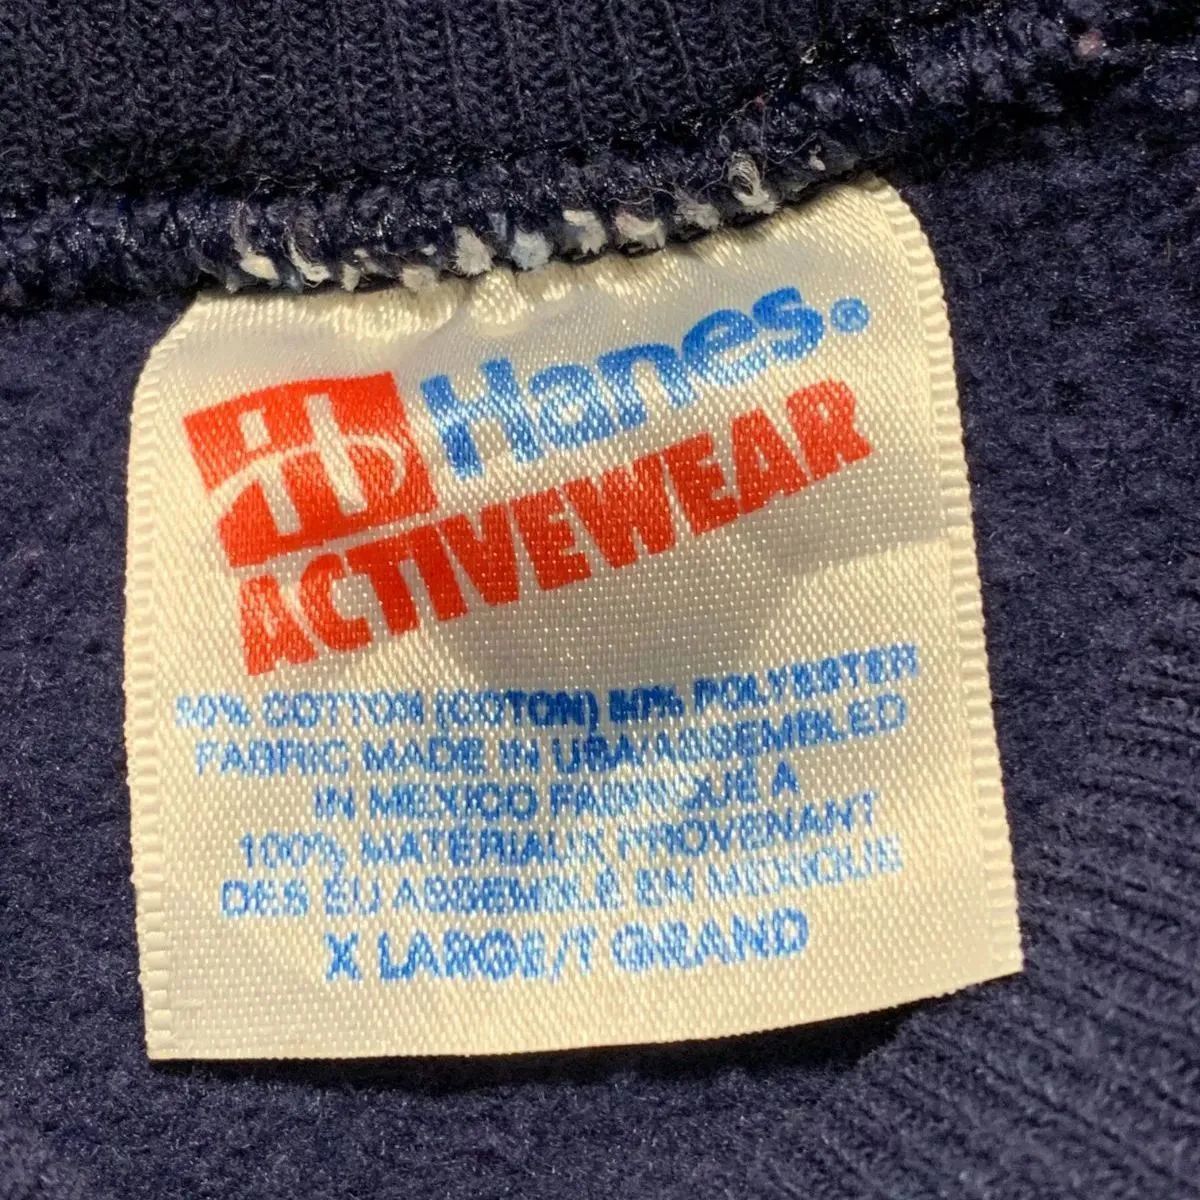 Hanes®
ACTIVEWEAR
50% COTTON (COTON) 50% POLYESTER
FABRIC MADE IN USA/ASSEMBLED
IN MEXICO FABRIQUÉ À
100% MATÉRIAUX PROVENANT
DES ÉU ASSEMBLÉ EN MEXIQUE
X LARGE/T GRAND